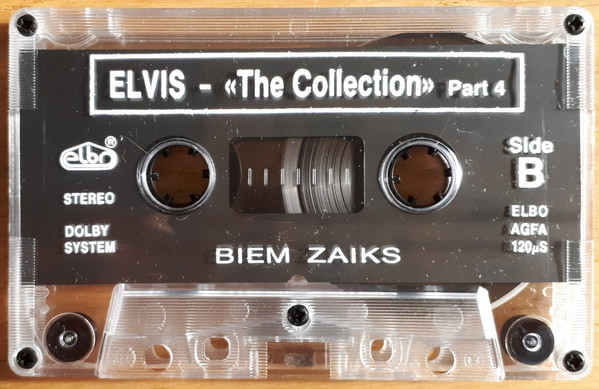 ELVIS - «The Collection» Part 4
elbo®
STEREO
DOLBY
SYSTEM
BIEM ZAIKS
Side
B
ELBO
AGFA
120µS